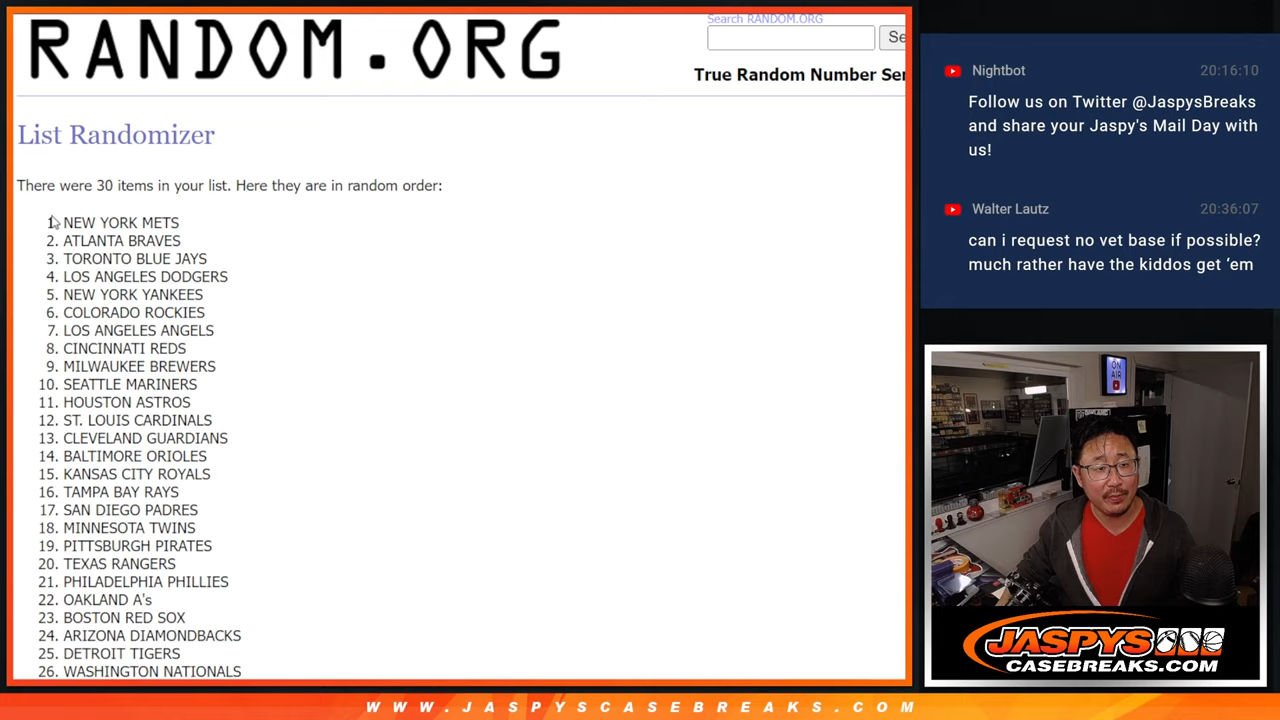 RANDOM.ORG
Search RANDOM.ORG
Se
True Random Number Ser
List Randomizer
There were 30 items in your list. Here they are in random order:
1. NEW YORK METS
2. ATLANTA BRAVES
3. TORONTO BLUE JAYS
4. LOS ANGELES DODGERS
5. NEW YORK YANKEES
6. COLORADO ROCKIES
7. LOS ANGELES ANGELS
8. CINCINNATI REDS
9. MILWAUKEE BREWERS
10. SEATTLE MARINERS
11. HOUSTON ASTROS
12. ST. LOUIS CARDINALS
13. CLEVELAND GUARDIANS
14. BALTIMORE ORIOLES
15. KANSAS CITY ROYALS
16. TAMPA BAY RAYS
17. SAN DIEGO PADRES
18. MINNESOTA TWINS
19. PITTSBURGH PIRATES
20. TEXAS RANGERS
21. PHILADELPHIA PHILLIES
22. OAKLAND A's
23. BOSTON RED SOX
24. ARIZONA DIAMONDBACKS
25. DETROIT TIGERS
26. WASHINGTON NATIONALS
Nightbot 20:16:10
Follow us on Twitter @JaspysBreaks
and share your Jaspy's Mail Day with
us!
Walter Lautz 20:36:07
can i request no vet base if possible?
much rather have the kiddos get ‘em
ON
AIR
JASPYS
CASEBREAKS.COM
WWW.JASPYSCASEBREAKS.COM